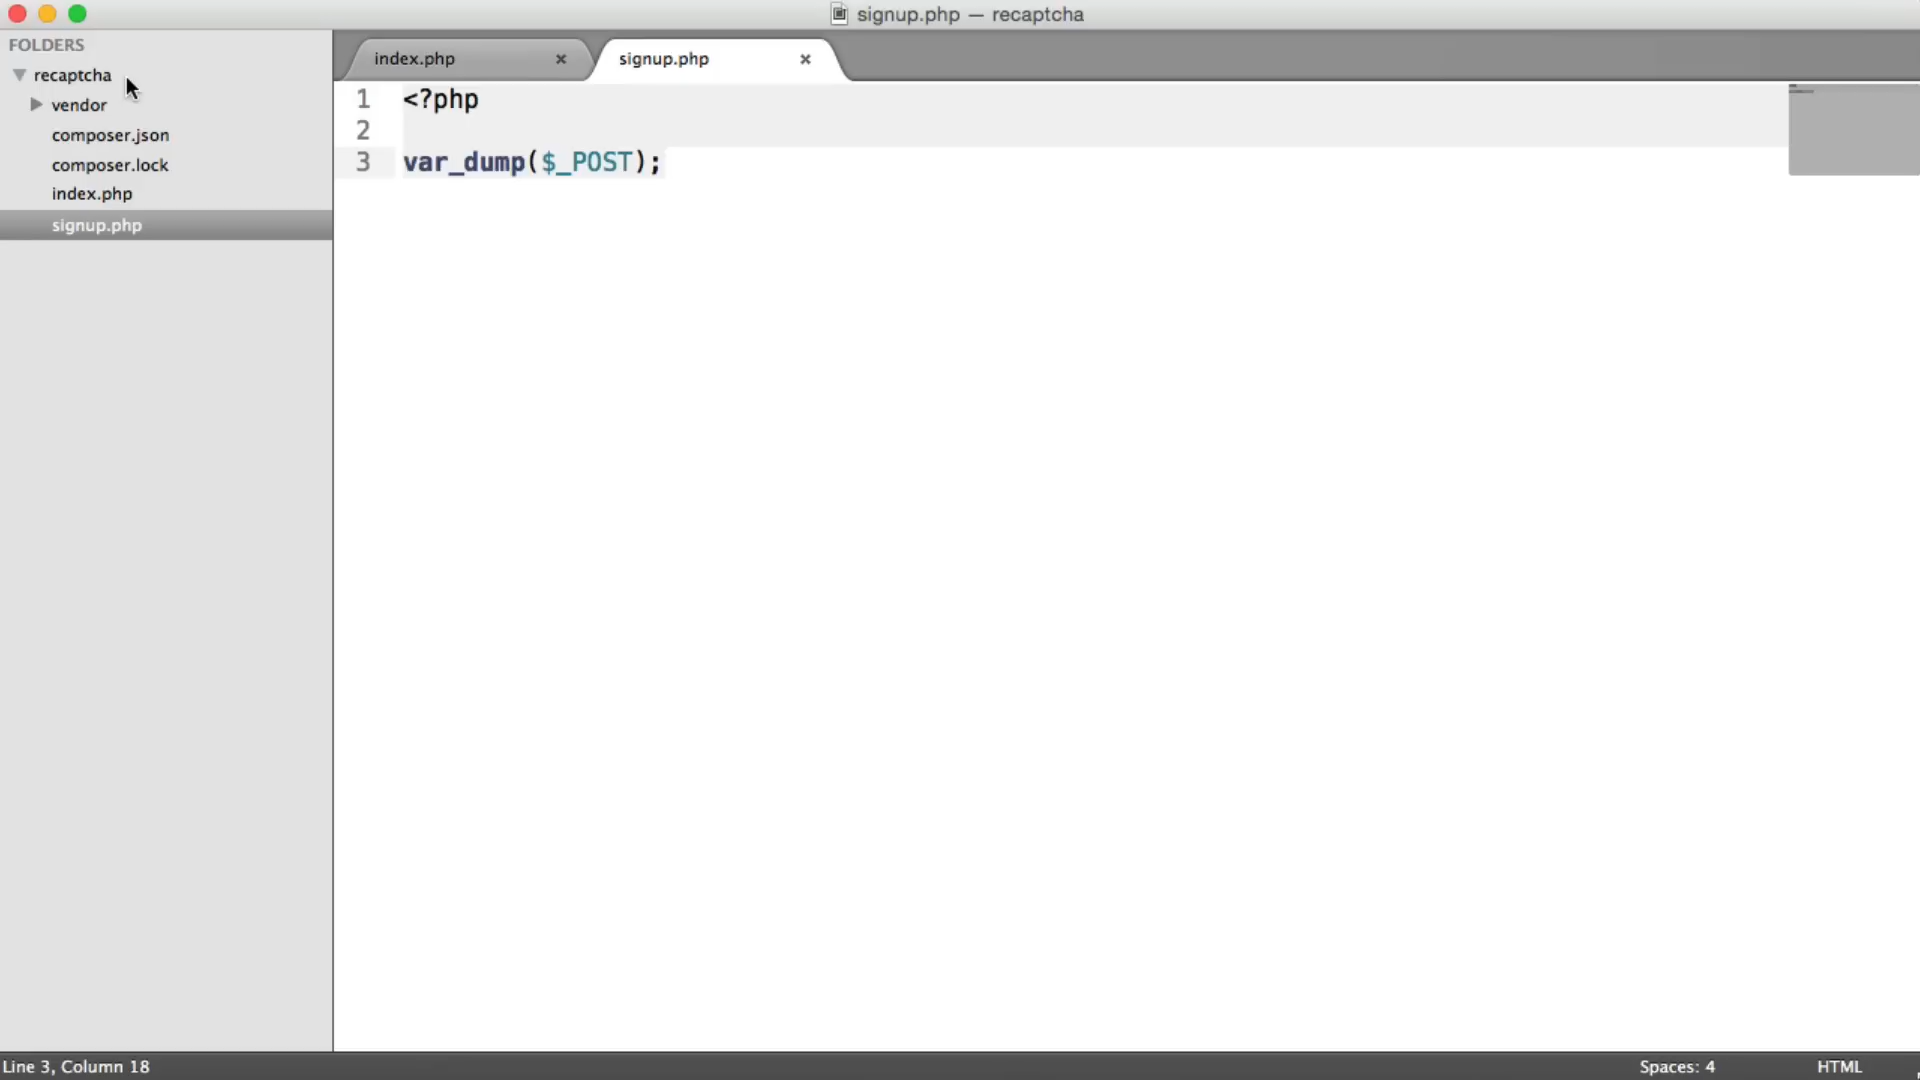 signup.php — recaptcha
FOLDERS
recaptcha
vendor
composer.json
composer.lock
index.php
signup.php
index.php × signup.php ×
1 <?php
2
3 var_dump($_POST);
Line 3, Column 18 Spaces: 4 HTML